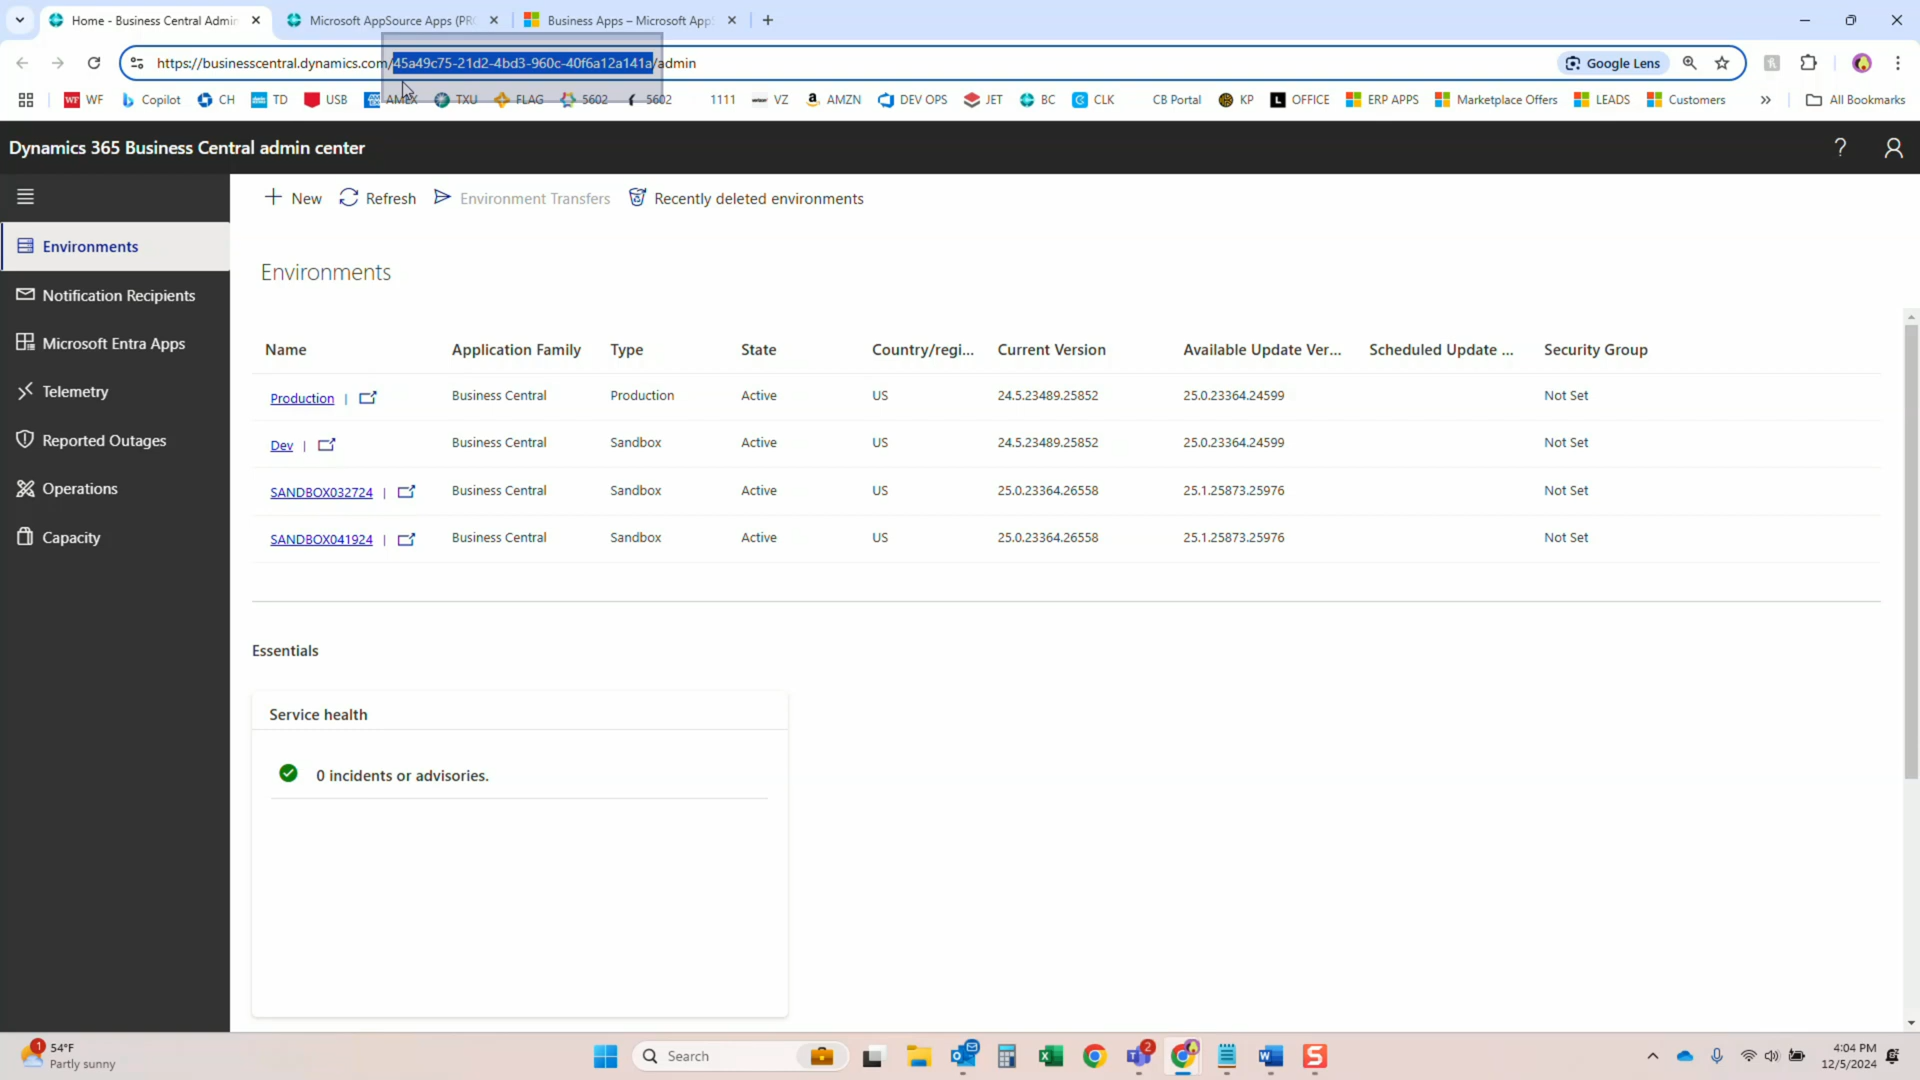 Home - Business Central Admin
Microsoft AppSource Apps (PR
Business Apps – Microsoft App
https://businesscentral.dynamics.com/45a49c75-21d2-4bd3-960c-40f6a12a141a/admin
Google Lens
WF WF
Copilot
CH
TD
USB
AMEX
TXU
FLAG
5602
5602
1111
VZ
AMZN
DEV OPS
JET
BC
CLK
CB Portal
KP
OFFICE
ERP APPS
Marketplace Offers
LEADS
Customers
»
All Bookmarks
Dynamics 365 Business Central admin center
?
New
Refresh
Environment Transfers
Recently deleted environments
Environments
Notification Recipients
Microsoft Entra Apps
Telemetry
Reported Outages
Operations
Capacity
Environments
Name Application Family Type State Country/regi... Current Version Available Update Ver... Scheduled Update ... Security Group
Production | Business Central Production Active US 24.5.23489.25852 25.0.23364.24599 Not Set
Dev | Business Central Sandbox Active US 24.5.23489.25852 25.0.23364.24599 Not Set
SANDBOX032724 | Business Central Sandbox Active US 25.0.23364.26558 25.1.25873.25976 Not Set
SANDBOX041924 | Business Central Sandbox Active US 25.0.23364.26558 25.1.25873.25976 Not Set
Essentials
Service health
0 incidents or advisories.
1
54°F
Partly sunny
Search
2
4:04 PM
12/5/2024